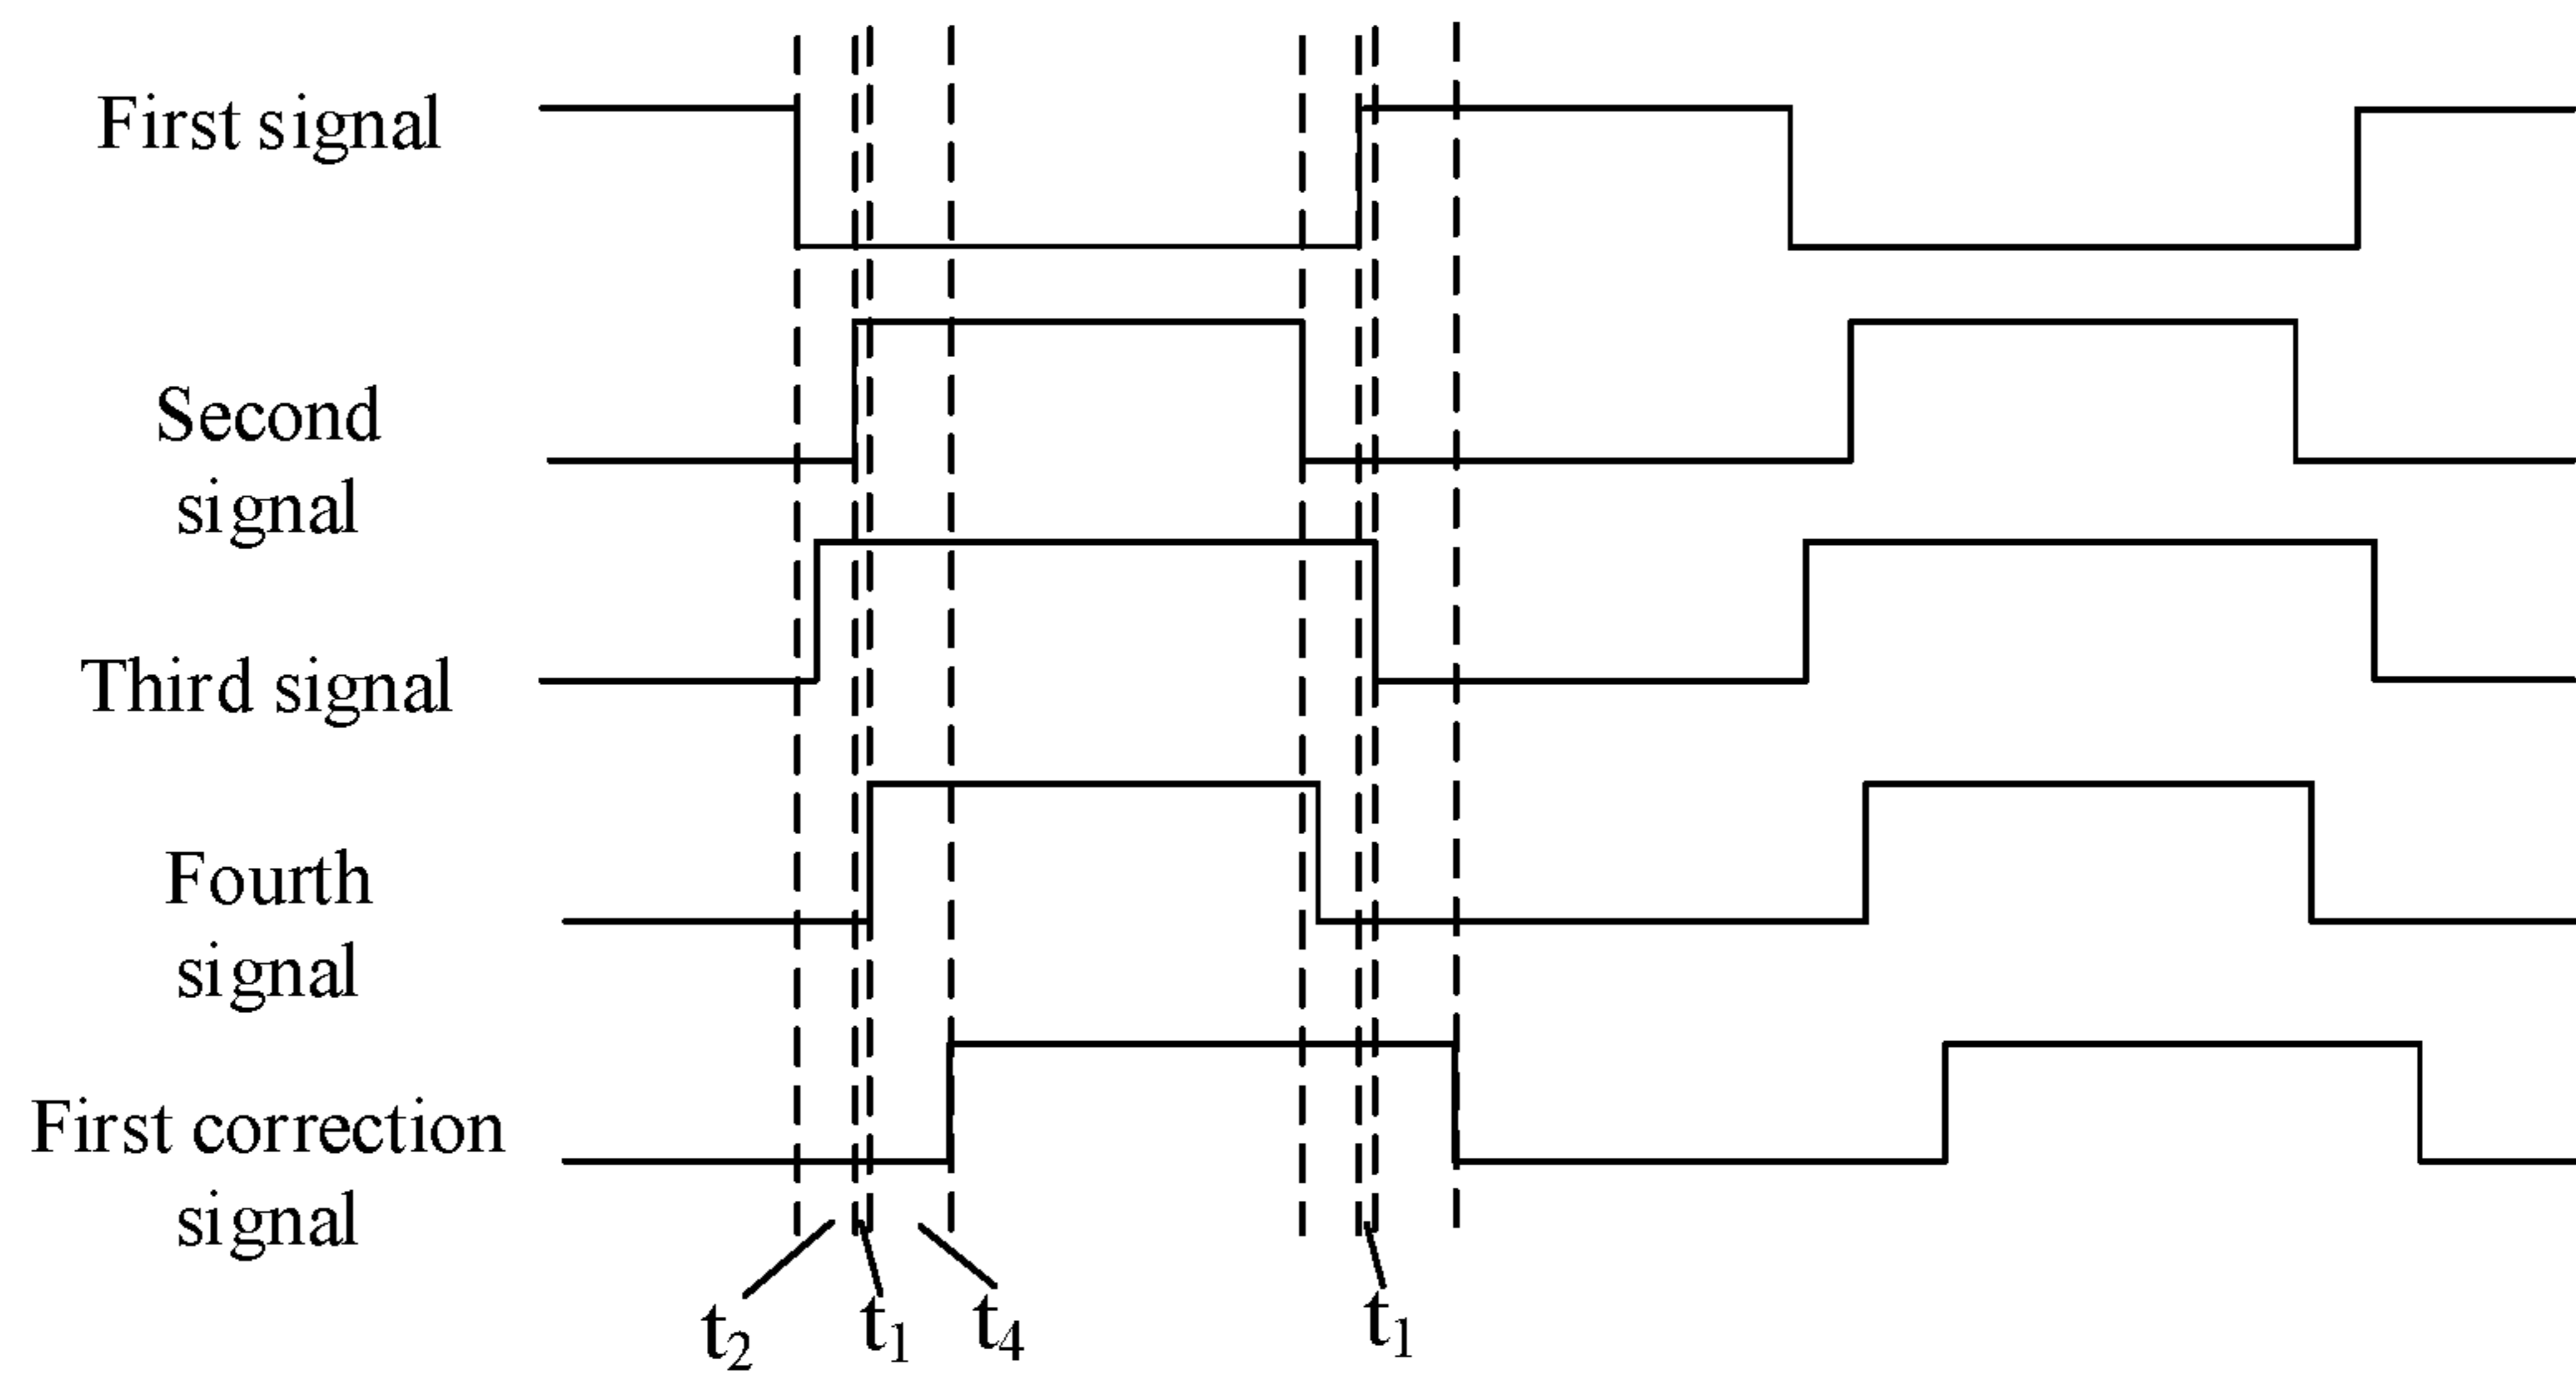 First signal
Second
signal
Third signal
Fourth
signal
First correction
signal
t₂ t₁ t₄ t₁